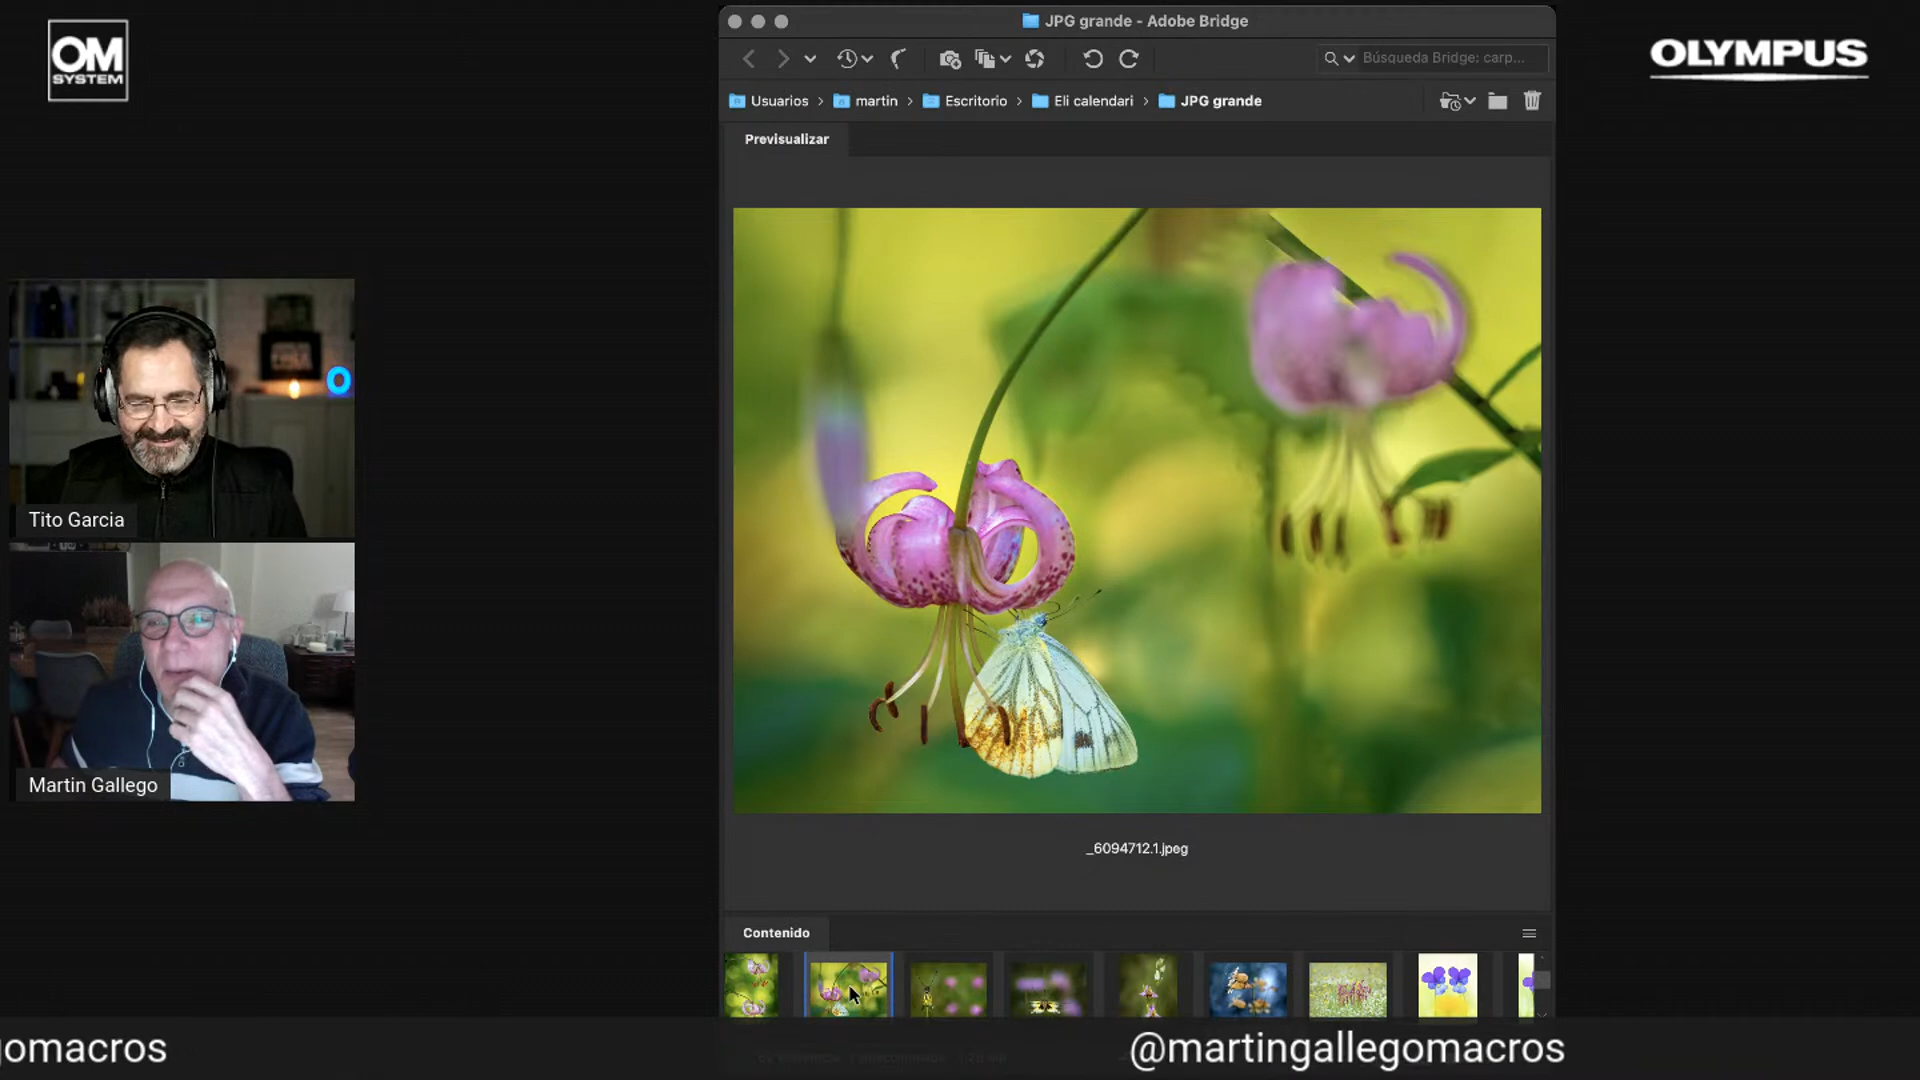 OM
SYSTEM
OLYMPUS
JPG grande - Adobe Bridge
Búsqueda Bridge: carp...
Usuarios > martin > Escritorio > Eli calendari > JPG grande
Previsualizar
Tito Garcia
Martin Gallego
_6094712.1.jpeg
Contenido
gomacros
@martingallegomacros